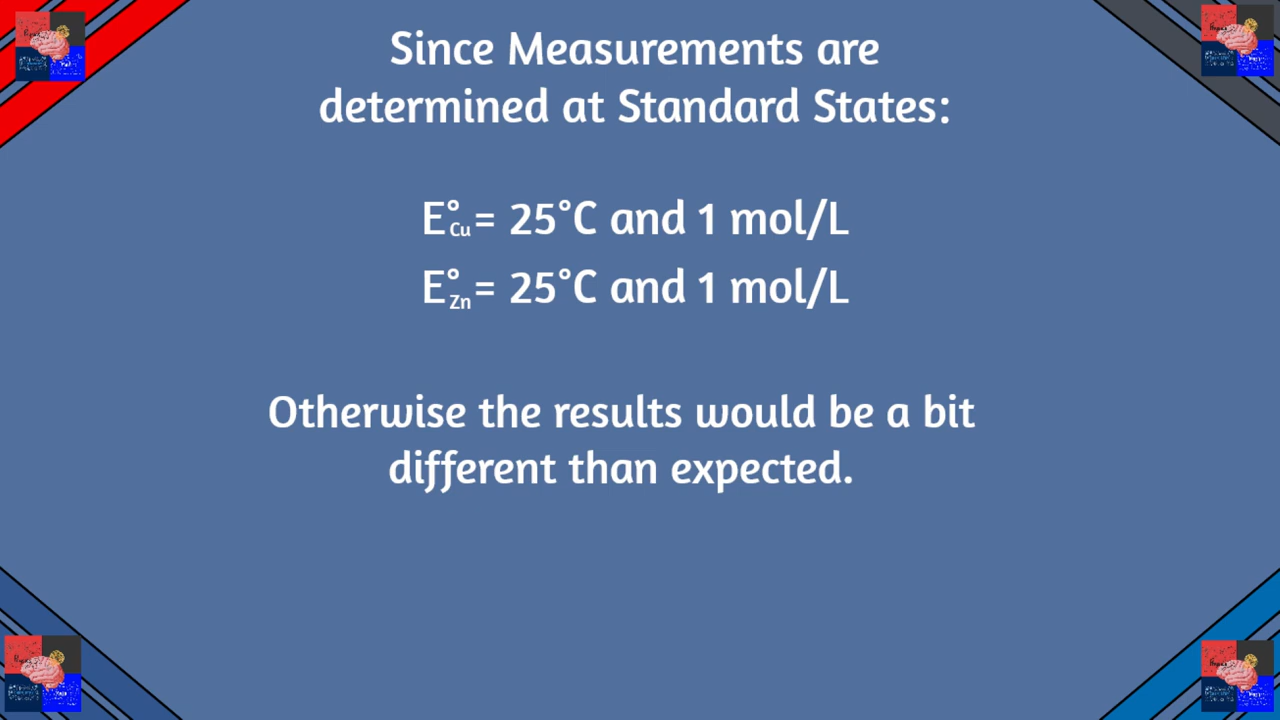 Since Measurements are
determined at Standard States:
E°Cu = 25°C and 1 mol/L
E°Zn = 25°C and 1 mol/L
Otherwise the results would be a bit
different than expected.